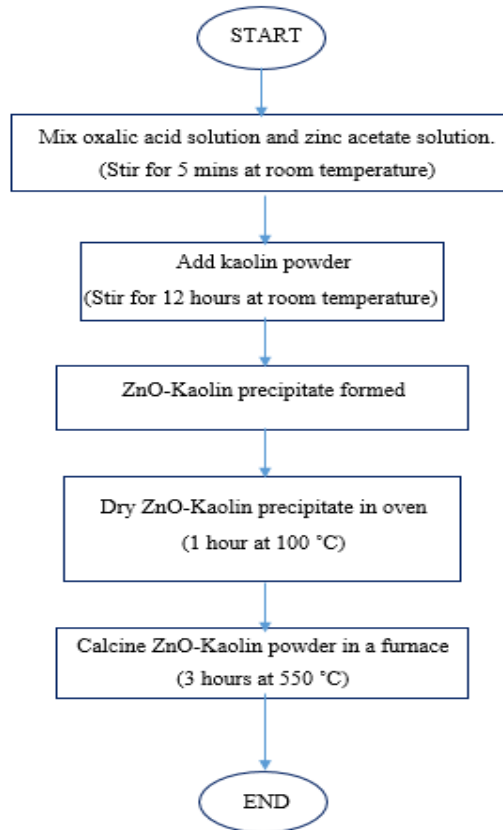 START
Mix oxalic acid solution and zinc acetate solution.
(Stir for 5 mins at room temperature)
Add kaolin powder
(Stir for 12 hours at room temperature)
ZnO-Kaolin precipitate formed
Dry ZnO-Kaolin precipitate in oven
(1 hour at 100 °C)
Calcine ZnO-Kaolin powder in a furnace
(3 hours at 550 °C)
END